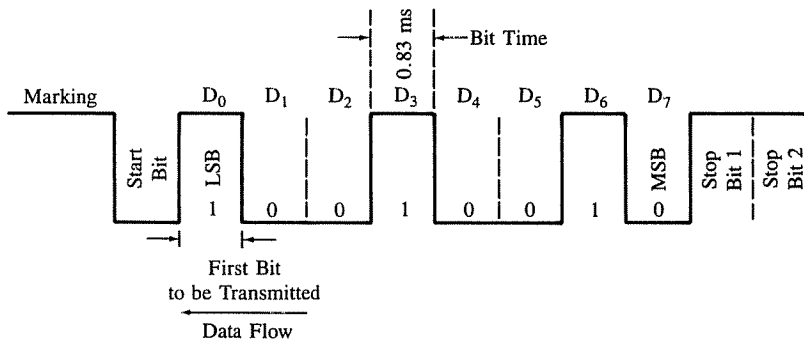 0.83 ms
Bit Time
Marking
D₀ D₁ D₂ D₃ D₄ D₅ D₆ D₇
Start
Bit
LSB
MSB
Stop
Bit 1
Stop
Bit 2
1 0 0 1 0 0 1 0
First Bit
to be Transmitted
Data Flow